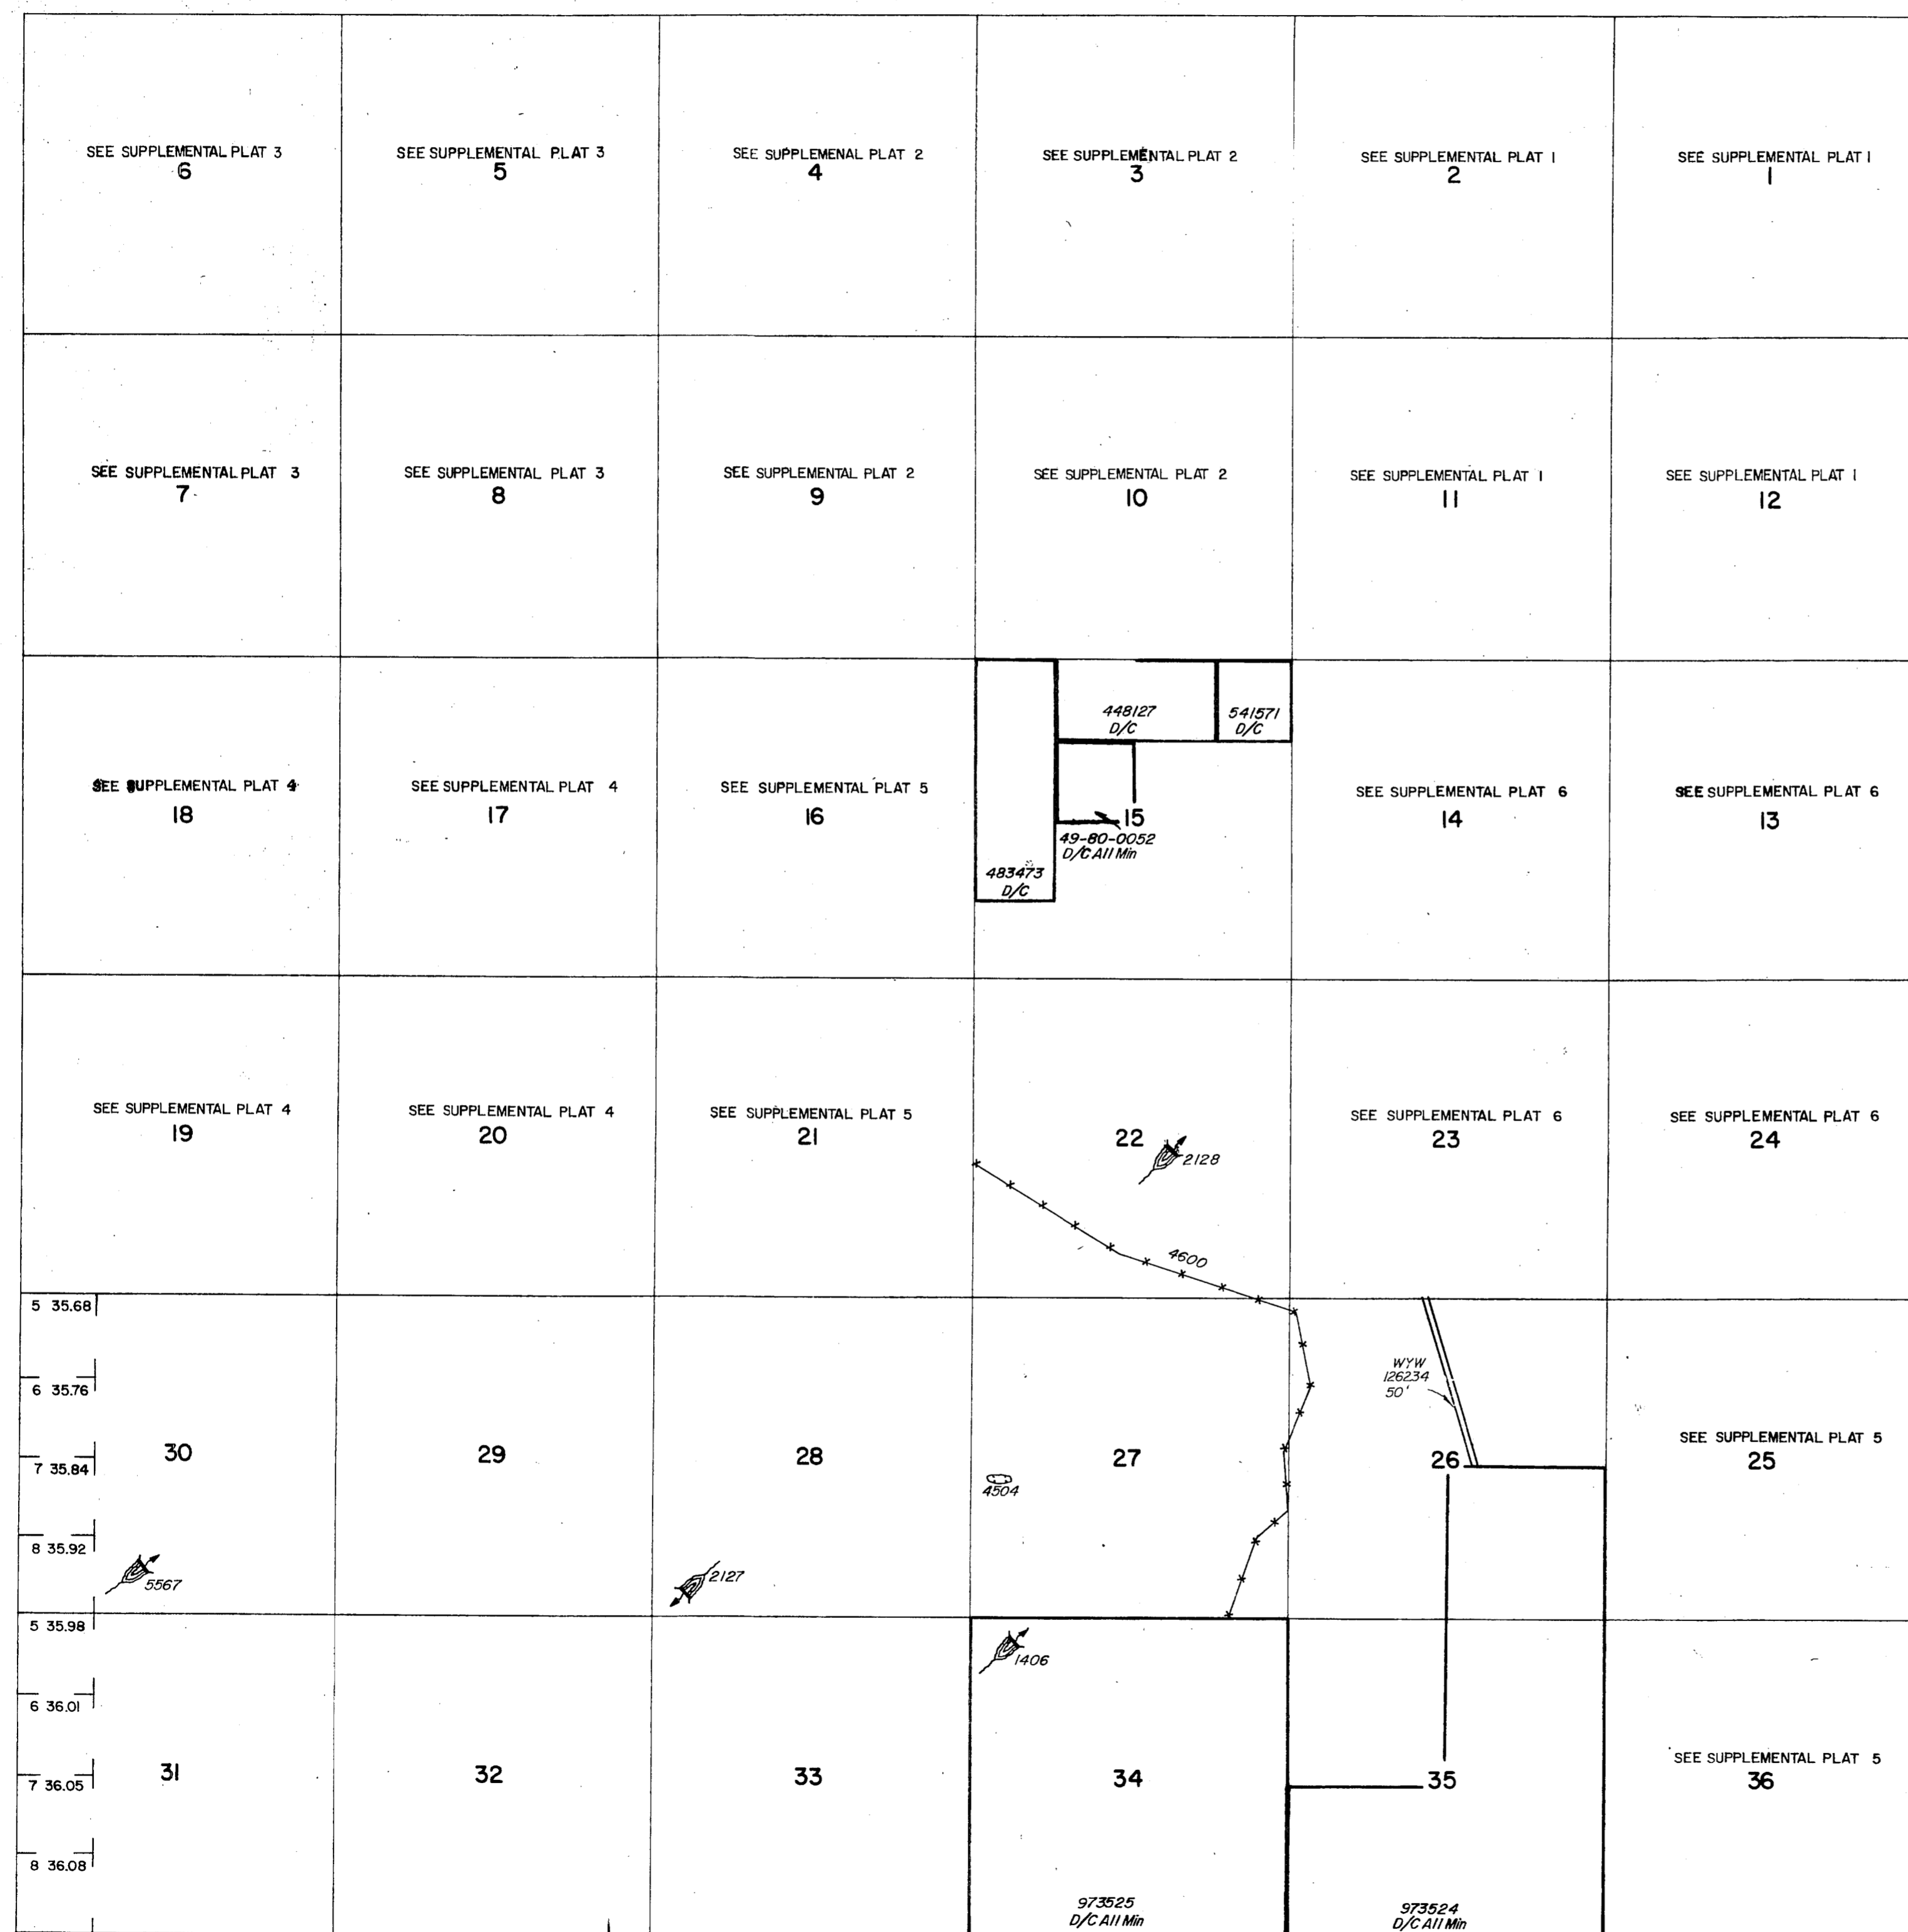 SEE SUPPLEMENTAL PLAT 3
6
SEE SUPPLEMENTAL PLAT 3
5
SEE SUPPLEMENAL PLAT 2
4
SEE SUPPLEMENTAL PLAT 2
3
SEE SUPPLEMENTAL PLAT 1
2
SEE SUPPLEMENTAL PLAT 1
1
SEE SUPPLEMENTAL PLAT 3
7
SEE SUPPLEMENTAL PLAT 3
8
SEE SUPPLEMENTAL PLAT 2
9
SEE SUPPLEMENTAL PLAT 2
10
SEE SUPPLEMENTAL PLAT 1
11
SEE SUPPLEMENTAL PLAT 1
12
SEE SUPPLEMENTAL PLAT 4
18
SEE SUPPLEMENTAL PLAT 4
17
SEE SUPPLEMENTAL PLAT 5
16
448127
D/C
541571
D/C
15
49-80-0052
D/C All Min
483473
D/C
SEE SUPPLEMENTAL PLAT 6
14
SEE SUPPLEMENTAL PLAT 6
13
SEE SUPPLEMENTAL PLAT 4
19
SEE SUPPLEMENTAL PLAT 4
20
SEE SUPPLEMENTAL PLAT 5
21
22
2128
4600
SEE SUPPLEMENTAL PLAT 6
23
SEE SUPPLEMENTAL PLAT 6
24
5 35.68
6 35.76
7 35.84
8 35.92
30
5567
29
28
2127
27
4504
WYW
126234
50'
26
SEE SUPPLEMENTAL PLAT 5
25
5 35.98
6 36.01
7 36.05
8 36.08
31
32
33
1406
34
973525
D/C All Min
35
973524
D/C All Min
SEE SUPPLEMENTAL PLAT 5
36